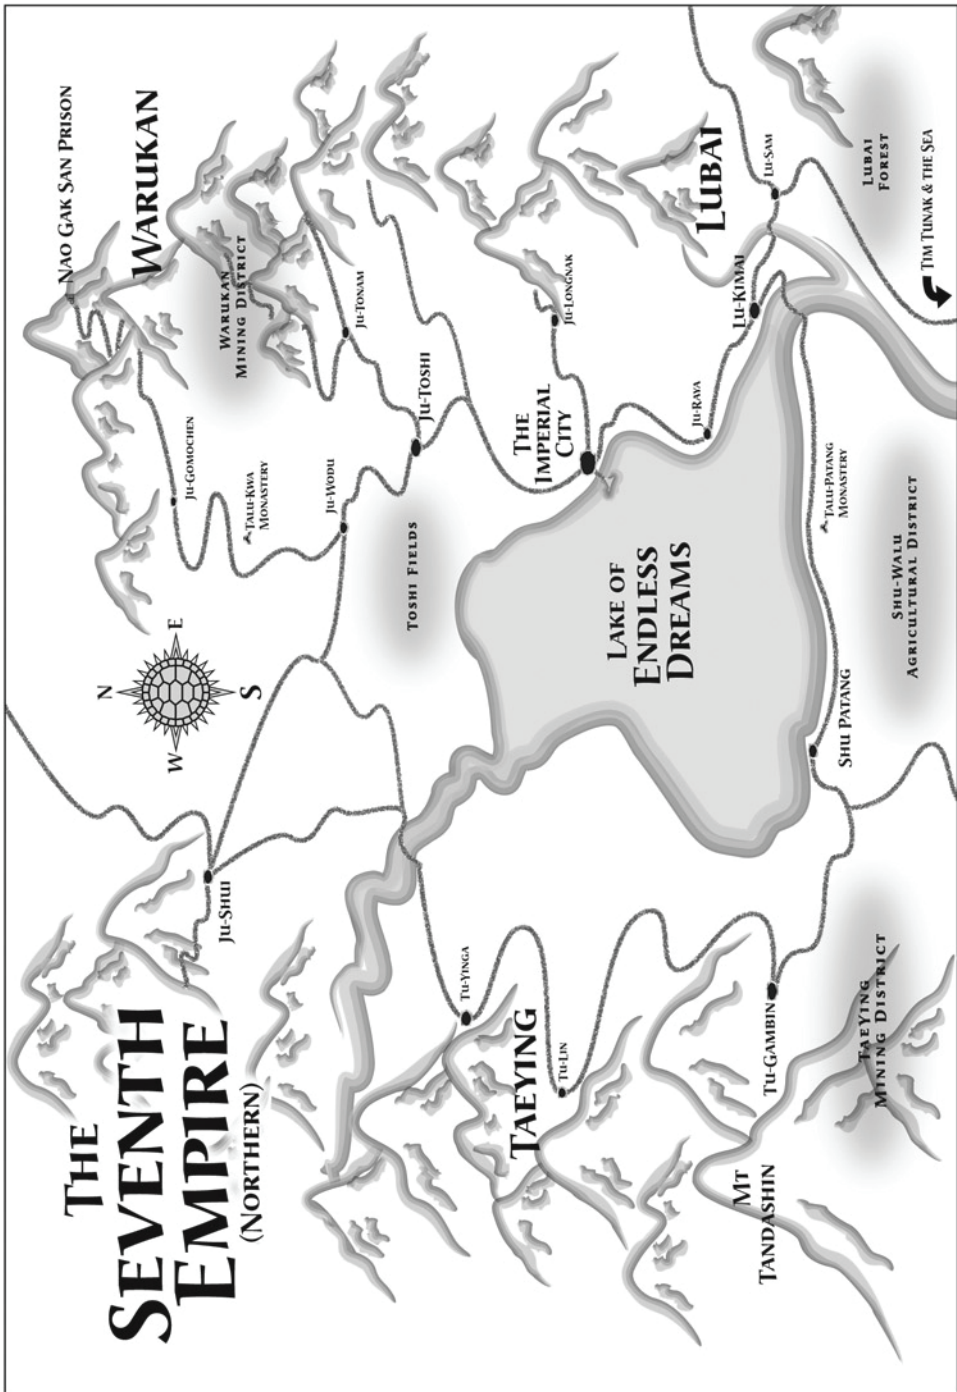 THE
SEVENTH
EMPIRE
(NORTHERN)
N
W
E
S
NAO GAK SAN PRISON
WARUKAN
WARUKAN
MINING DISTRICT
JU-GOMOCHEN
TALU-KWA
MONASTERY
JU-WODU
JU-TONAM
JU-TOSHI
TOSHI FIELDS
JU-SHUI
THE
IMPERIAL
CITY
JU-LONGNAK
JU-RAYA
LUBAI
LU-KIMAI
LU-SAM
LUBAI
FOREST
TIM TUNAK & THE SEA
LAKE OF
ENDLESS
DREAMS
TU-YINGA
TAEYING
TU-LIN
TU-GAMBIN
MT
TANDASHIN
TAEYING
MINING DISTRICT
SHU PATANG
TALU-PATANG
MONASTERY
SHU-WALU
AGRICULTURAL DISTRICT